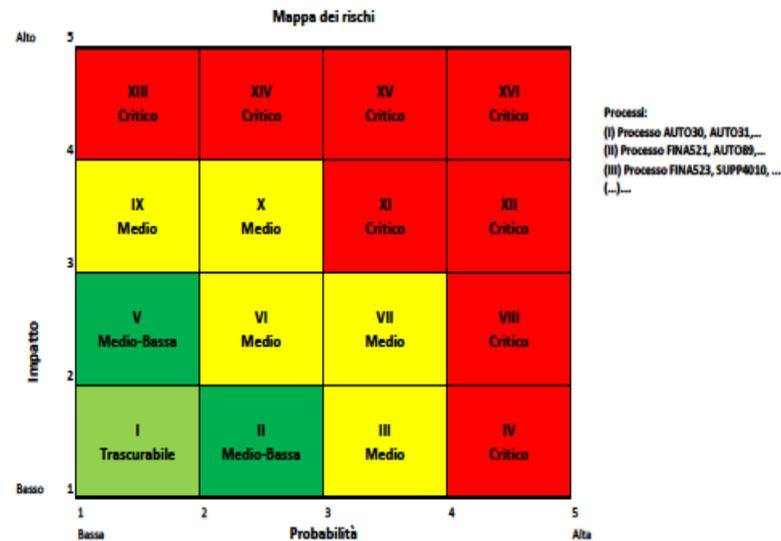 Mappa dei rischi
Alto
5
XIII
Critico
XIV
Critico
XV
Critico
XVI
Critico
4
IX
Medio
X
Medio
XI
Critico
XII
Critico
3
V
Medio-Bassa
VI
Medio
VII
Medio
VIII
Critico
2
I
Trascurabile
II
Medio-Bassa
III
Medio
IV
Critico
Impatto
Basso
1
1
2
3
4
5
Bassa
Probabilità
Alta
Processi:
(I) Processo AUTO30, AUTO31,...
(II) Processo FINA521, AUTO89,...
(III) Processo FINA523, SUPP4010, ...
(...)....